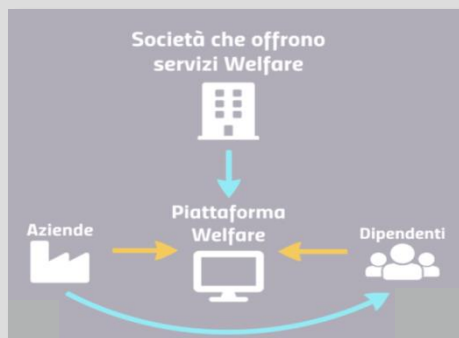 Società che offrono
servizi Welfare
Piattaforma
Welfare
Aziende
Dipendenti